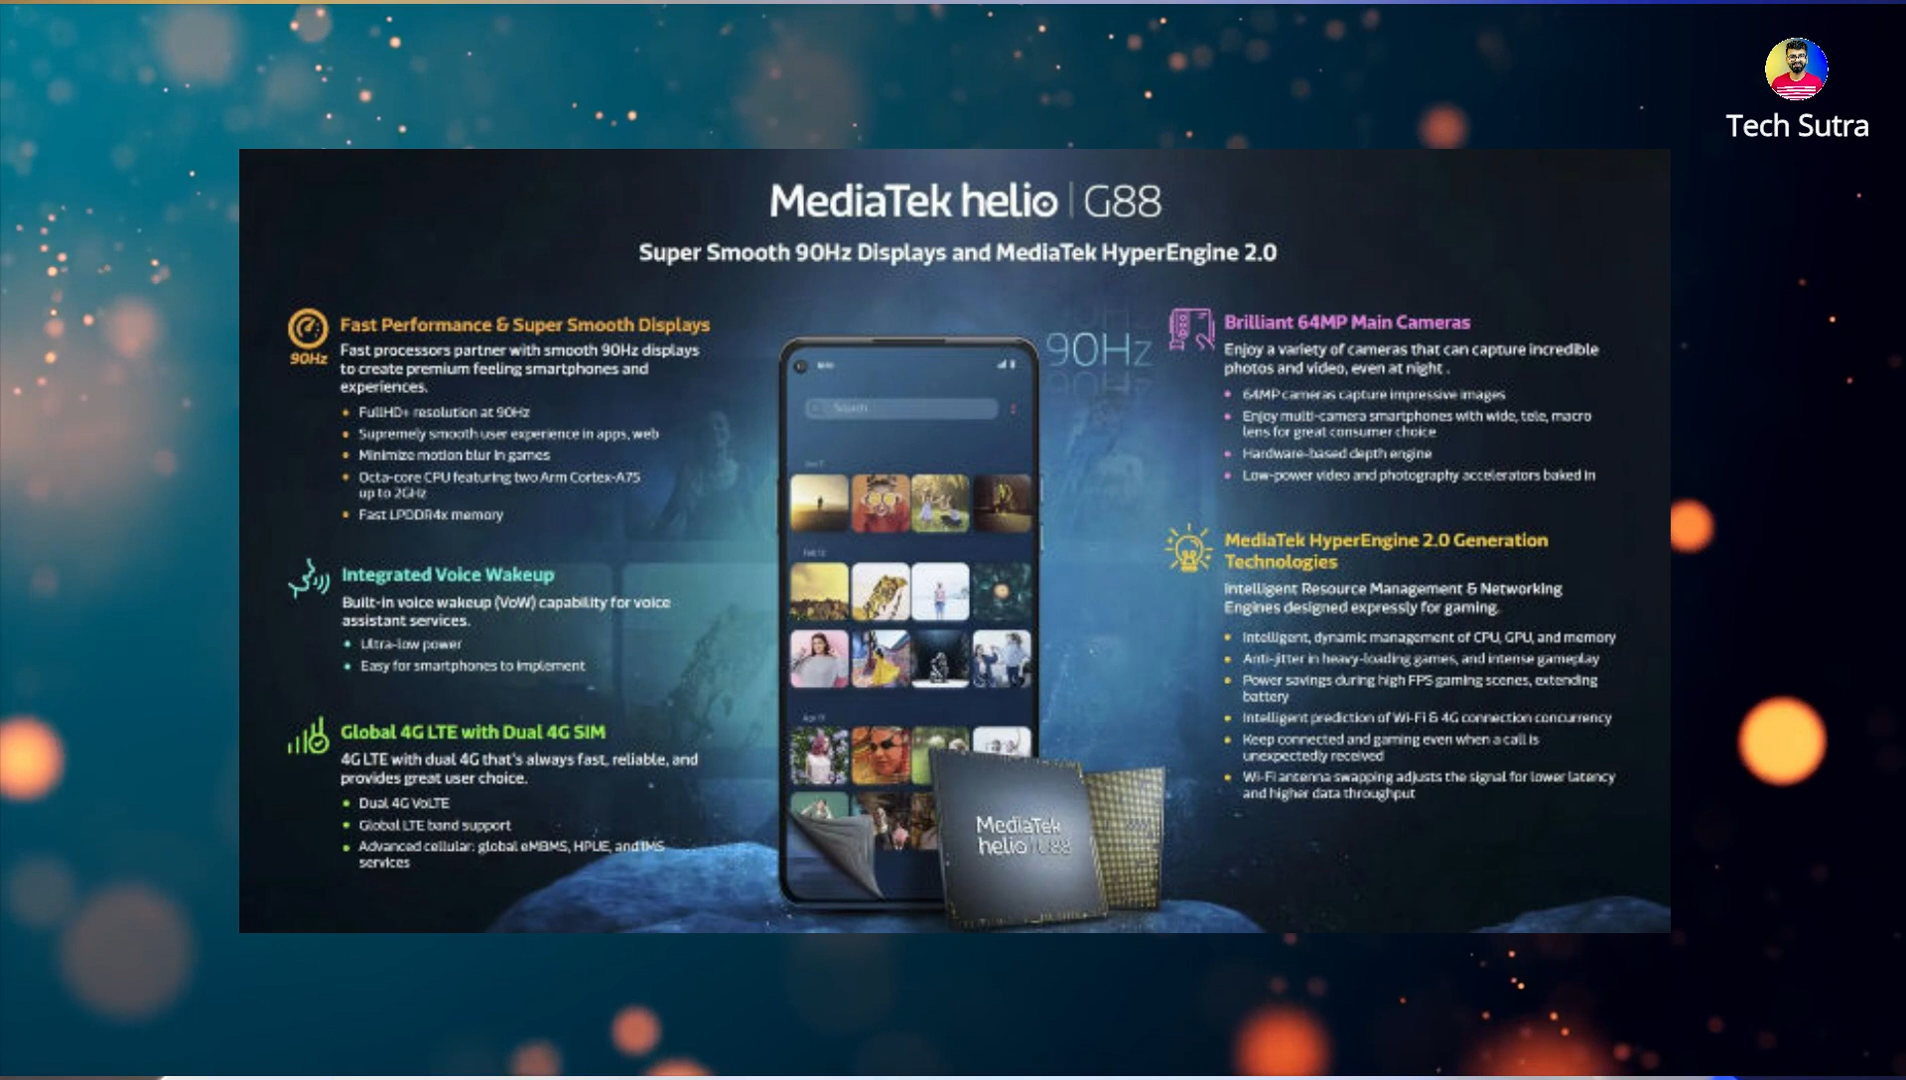 Tech Sutra
MediaTek helio | G88
Super Smooth 90Hz Displays and MediaTek HyperEngine 2.0
90Hz
Fast Performance & Super Smooth Displays
Fast processors partner with smooth 90Hz displays
to create premium feeling smartphones and
experiences.
• FullHD+ resolution at 90Hz
• Supremely smooth user experience in apps, web
• Minimize motion blur in games
• Octa-core CPU featuring two Arm Cortex-A75
up to 2GHz
• Fast LPDDR4x memory
Integrated Voice Wakeup
Built-in voice wakeup (VoW) capability for voice
assistant services.
• Ultra-low power
• Easy for smartphones to implement
Global 4G LTE with Dual 4G SIM
4G LTE with dual 4G that's always fast, reliable, and
provides great user choice.
• Dual 4G VoLTE
• Global LTE band support
• Advanced cellular: global eMBMS, HPUE, and IMS
services
Search
90Hz
90Hz
90Hz
MediaTek
helio G88
Brilliant 64MP Main Cameras
Enjoy a variety of cameras that can capture incredible
photos and video, even at night .
• 64MP cameras capture impressive images
• Enjoy multi-camera smartphones with wide, tele, macro
lens for great consumer choice
• Hardware-based depth engine
• Low-power video and photography accelerators baked in
MediaTek HyperEngine 2.0 Generation
Technologies
Intelligent Resource Management & Networking
Engines designed expressly for gaming.
• Intelligent, dynamic management of CPU, GPU, and memory
• Anti-jitter in heavy-loading games, and intense gameplay
• Power savings during high FPS gaming scenes, extending
battery
• Intelligent prediction of Wi-Fi & 4G connection concurrency
• Keep connected and gaming even when a call is
unexpectedly received
• Wi-Fi antenna swapping adjusts the signal for lower latency
and higher data throughput